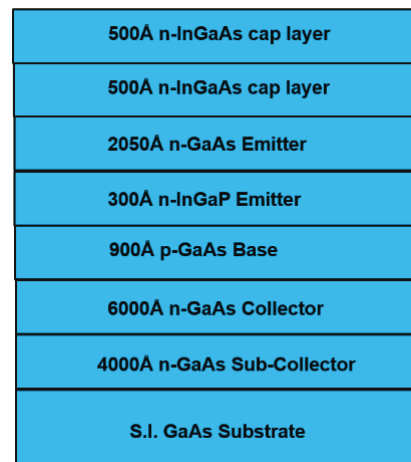 500Å n-InGaAs cap layer
500Å n-InGaAs cap layer
2050Å n-GaAs Emitter
300Å n-InGaP Emitter
900Å p-GaAs Base
6000Å n-GaAs Collector
4000Å n-GaAs Sub-Collector
S.I. GaAs Substrate